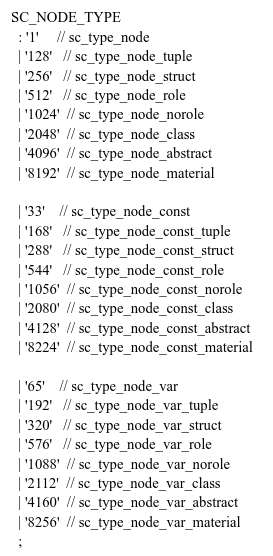 SC_NODE_TYPE
: '1' // sc_type_node
| '128' // sc_type_node_tuple
| '256' // sc_type_node_struct
| '512' // sc_type_node_role
| '1024' // sc_type_node_norole
| '2048' // sc_type_node_class
| '4096' // sc_type_node_abstract
| '8192' // sc_type_node_material
| '33' // sc_type_node_const
| '168' // sc_type_node_const_tuple
| '288' // sc_type_node_const_struct
| '544' // sc_type_node_const_role
| '1056' // sc_type_node_const_norole
| '2080' // sc_type_node_const_class
| '4128' // sc_type_node_const_abstract
| '8224' // sc_type_node_const_material
| '65' // sc_type_node_var
| '192' // sc_type_node_var_tuple
| '320' // sc_type_node_var_struct
| '576' // sc_type_node_var_role
| '1088' // sc_type_node_var_norole
| '2112' // sc_type_node_var_class
| '4160' // sc_type_node_var_abstract
| '8256' // sc_type_node_var_material
;